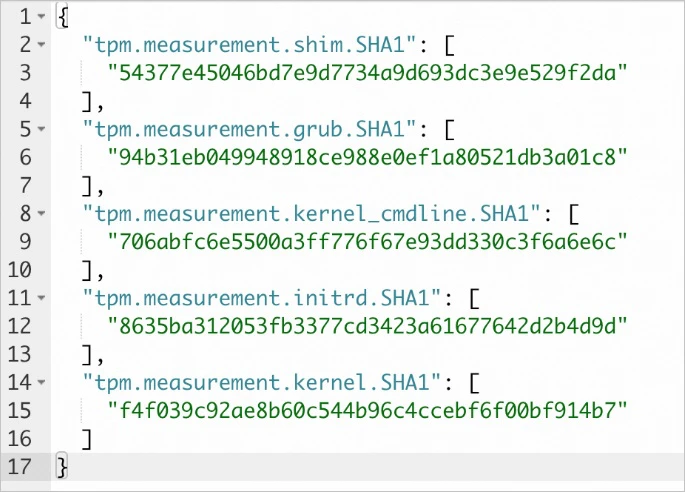 1 {
2 "tpm.measurement.shim.SHA1": [
3 "54377e45046bd7e9d7734a9d693dc3e9e529f2da"
4 ],
5 "tpm.measurement.grub.SHA1": [
6 "94b31eb049948918ce988e0ef1a80521db3a01c8"
7 ],
8 "tpm.measurement.kernel_cmdline.SHA1": [
9 "706abfc6e5500a3ff776f67e93dd330c3f6a6e6c"
10 ],
11 "tpm.measurement.initrd.SHA1": [
12 "8635ba312053fb3377cd3423a61677642d2b4d9d"
13 ],
14 "tpm.measurement.kernel.SHA1": [
15 "f4f039c92ae8b60c544b96c4ccebf6f00bf914b7"
16 ]
17 }